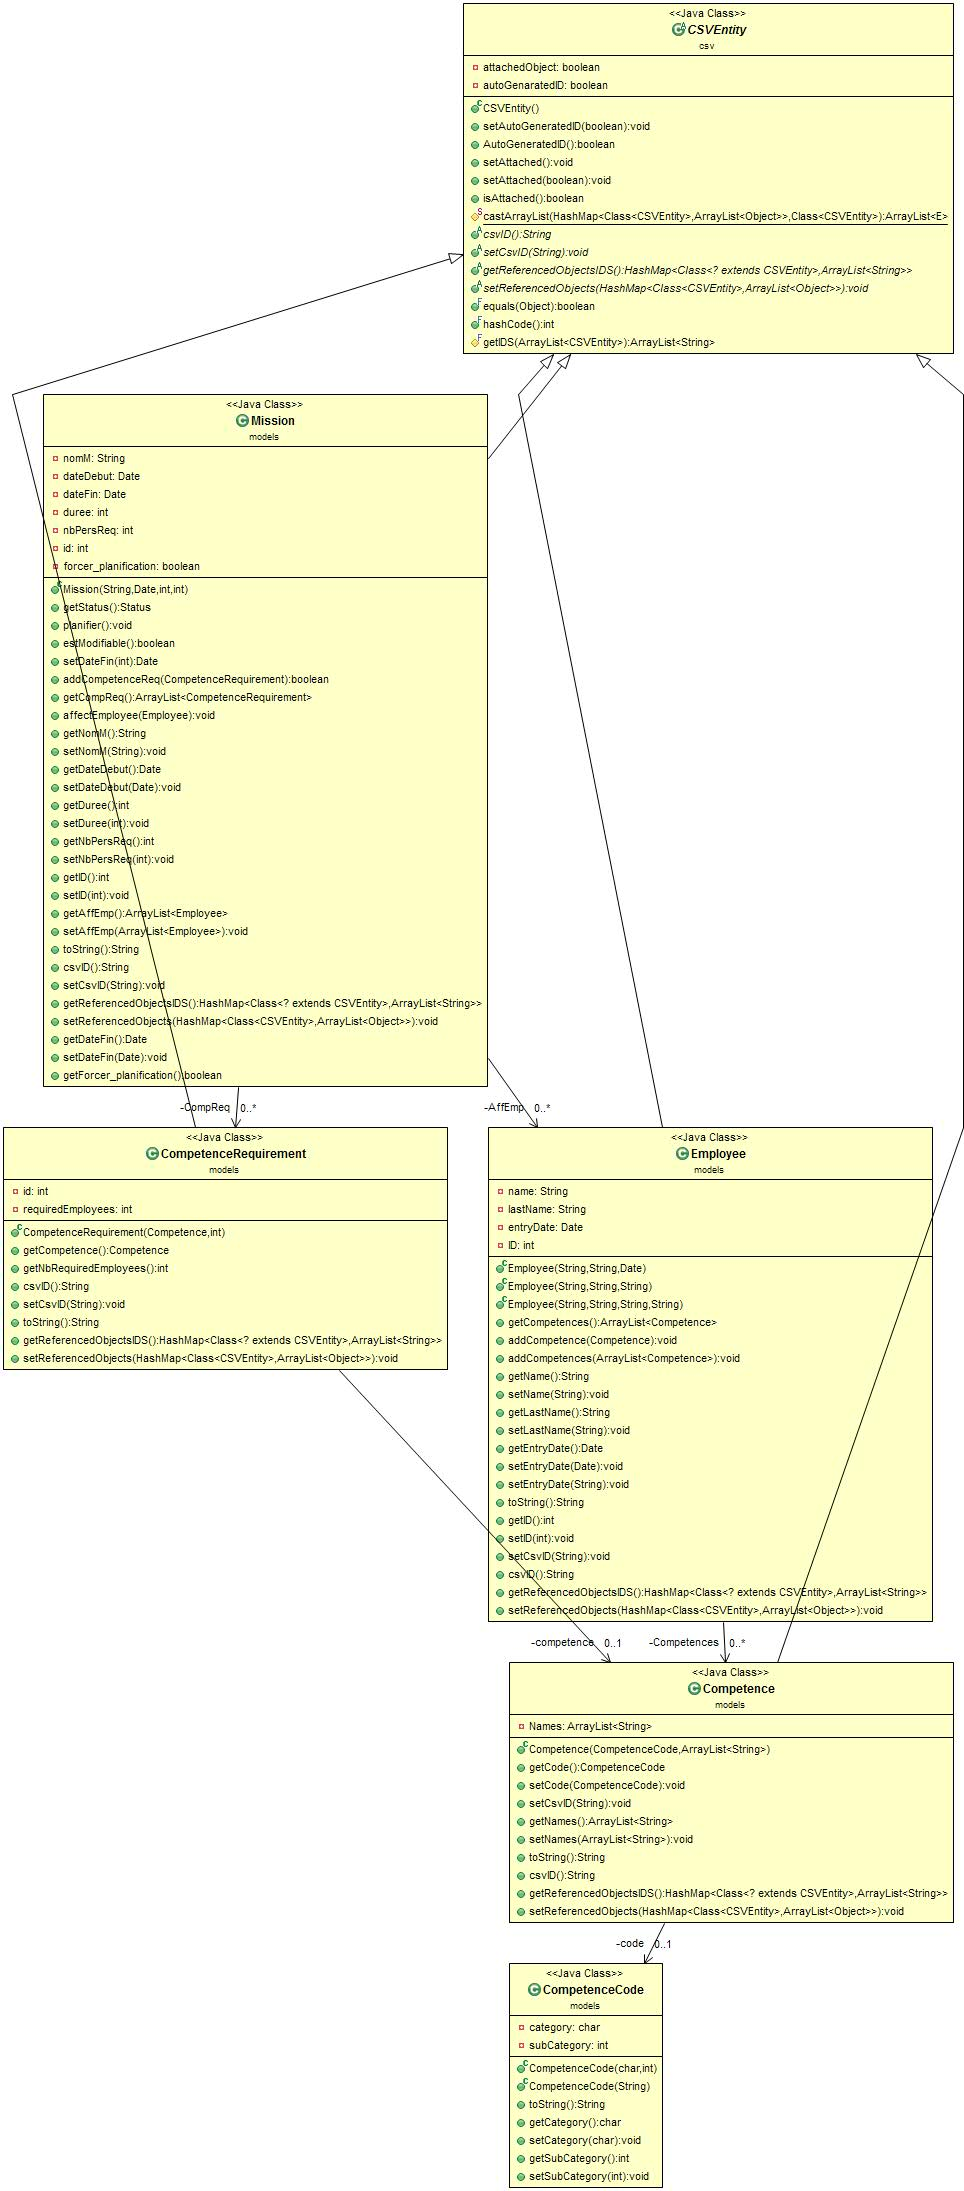 <<Java Class>>
CSVEntity
csv
attachedObject: boolean
autoGenaratedID: boolean
CSVEntity()
setAutoGeneratedID(boolean):void
AutoGeneratedID():boolean
setAttached():void
setAttached(boolean):void
isAttached():boolean
castArrayList(HashMap<Class<CSVEntity>,ArrayList<Object>>,Class<CSVEntity>):ArrayList<E>
csvID():String
setCsvID(String):void
getReferencedObjectsIDS():HashMap<Class<? extends CSVEntity>,ArrayList<String>>
setReferencedObjects(HashMap<Class<CSVEntity>,ArrayList<Object>>):void
equals(Object):boolean
hashCode():int
getIDS(ArrayList<CSVEntity>):ArrayList<String>
<<Java Class>>
Mission
models
nomM: String
dateDebut: Date
dateFin: Date
duree: int
nbPersReq: int
id: int
forcer_planification: boolean
Mission(String,Date,int,int)
getStatus():Status
planifier():void
estModifiable():boolean
setDateFin(int):Date
addCompetenceReq(CompetenceRequirement):boolean
getCompReq():ArrayList<CompetenceRequirement>
affectEmployee(Employee):void
getNomM():String
setNomM(String):void
getDateDebut():Date
setDateDebut(Date):void
getDuree():int
setDuree(int):void
getNbPersReq():int
setNbPersReq(int):void
getID():int
setID(int):void
getAffEmp():ArrayList<Employee>
setAffEmp(ArrayList<Employee>):void
toString():String
csvID():String
setCsvID(String):void
getReferencedObjectsIDS():HashMap<Class<? extends CSVEntity>,ArrayList<String>>
setReferencedObjects(HashMap<Class<CSVEntity>,ArrayList<Object>>):void
getDateFin():Date
setDateFin(Date):void
getForcer_planification():boolean
-CompReq 0..*
-AffEmp 0..*
<<Java Class>>
CompetenceRequirement
models
id: int
requiredEmployees: int
CompetenceRequirement(Competence,int)
getCompetence():Competence
getNbRequiredEmployees():int
csvID():String
setCsvID(String):void
toString():String
getReferencedObjectsIDS():HashMap<Class<? extends CSVEntity>,ArrayList<String>>
setReferencedObjects(HashMap<Class<CSVEntity>,ArrayList<Object>>):void
<<Java Class>>
Employee
models
name: String
lastName: String
entryDate: Date
ID: int
Employee(String,String,Date)
Employee(String,String,String)
Employee(String,String,String,String)
getCompetences():ArrayList<Competence>
addCompetence(Competence):void
addCompetences(ArrayList<Competence>):void
getName():String
setName(String):void
getLastName():String
setLastName(String):void
getEntryDate():Date
setEntryDate(Date):void
setEntryDate(String):void
toString():String
getID():int
setID(int):void
setCsvID(String):void
csvID():String
getReferencedObjectsIDS():HashMap<Class<? extends CSVEntity>,ArrayList<String>>
setReferencedObjects(HashMap<Class<CSVEntity>,ArrayList<Object>>):void
-competence 0..1
-Competences 0..*
<<Java Class>>
Competence
models
Names: ArrayList<String>
Competence(CompetenceCode,ArrayList<String>)
getCode():CompetenceCode
setCode(CompetenceCode):void
setCsvID(String):void
getNames():ArrayList<String>
setNames(ArrayList<String>):void
toString():String
csvID():String
getReferencedObjectsIDS():HashMap<Class<? extends CSVEntity>,ArrayList<String>>
setReferencedObjects(HashMap<Class<CSVEntity>,ArrayList<Object>>):void
-code 0..1
<<Java Class>>
CompetenceCode
models
category: char
subCategory: int
CompetenceCode(char,int)
CompetenceCode(String)
toString():String
getCategory():char
setCategory(char):void
getSubCategory():int
setSubCategory(int):void